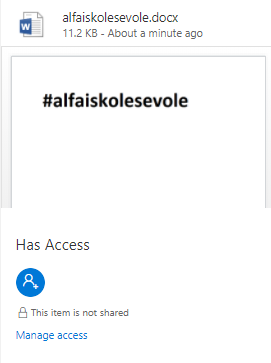 alfaiskolesevole.docx
11.2 KB - About a minute ago
#alfaiskolesevole
Has Access
This item is not shared
Manage access